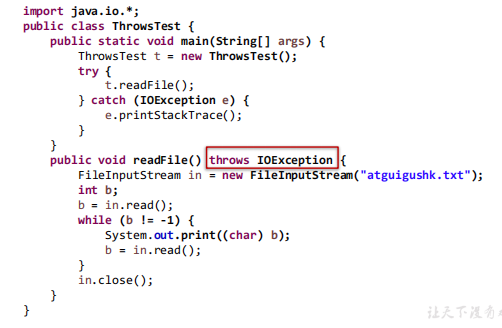 import java.io.*;
public class ThrowsTest {
    public static void main(String[] args) {
        ThrowsTest t = new ThrowsTest();
        try {
            t.readFile();
        } catch (IOException e) {
            e.printStackTrace();
        }
    }
    public void readFile() throws IOException {
        FileInputStream in = new FileInputStream("atguigushk.txt");
        int b;
        b = in.read();
        while (b != -1) {
            System.out.print((char) b);
            b = in.read();
        }
        in.close();
    }
}
让天下没有